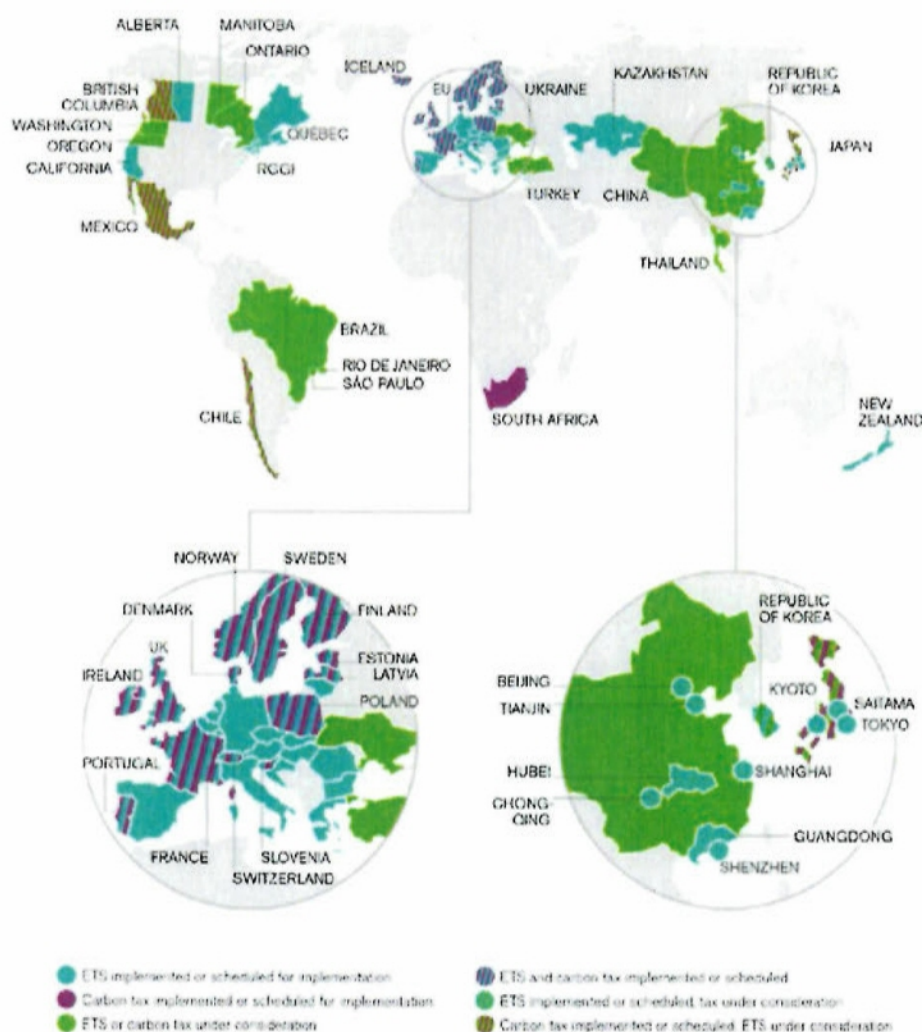 ALBERTA
MANITOBA
ONTARIO
BRITISH
COLUMBIA
WASHINGTON
OREGON
CALIFORNIA
QUÉBEC
RGGI
MEXICO
ICELAND
EU
UKRAINE
KAZAKHSTAN
REPUBLIC
OF KOREA
JAPAN
TURKEY
CHINA
THAILAND
BRAZIL
RIO DE JANEIRO
SÃO PAULO
CHILE
SOUTH AFRICA
NEW
ZEALAND
NORWAY
SWEDEN
DENMARK
FINLAND
UK
IRELAND
ESTONIA
LATVIA
POLAND
PORTUGAL
FRANCE
SLOVENIA
SWITZERLAND
REPUBLIC
OF KOREA
BEIJING
TIANJIN
KYOTO
SAITAMA
TOKYO
HUBEI
SHANGHAI
CHONG-
QING
GUANGDONG
SHENZHEN
ETS implemented or scheduled for implementation
Carbon tax implemented or scheduled for implementation
ETS or carbon tax under consideration
ETS and carbon tax implemented or scheduled
ETS implemented or scheduled, tax under consideration
Carbon tax implemented or scheduled, ETS under consideration